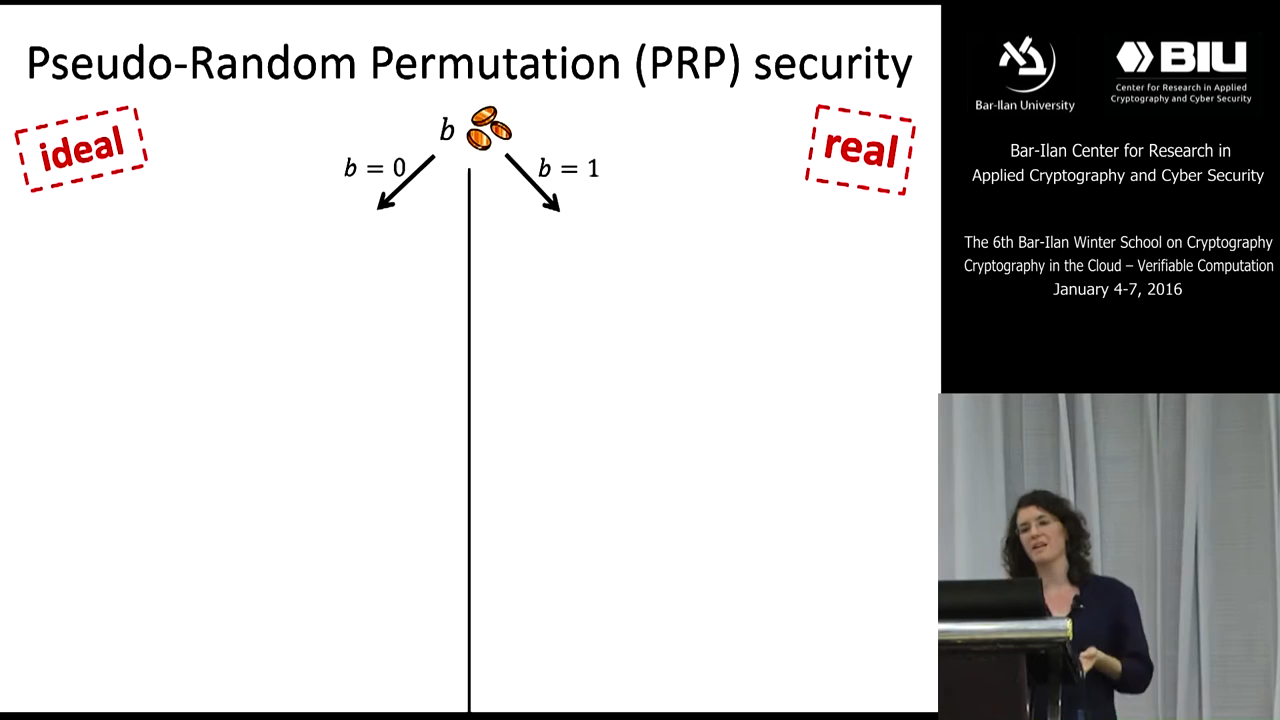 Pseudo-Random Permutation (PRP) security
ideal
b
real
b = 0
b = 1
Bar-Ilan University
BIU
Center for Research in Applied
Cryptography and Cyber Security
Bar-Ilan Center for Research in
Applied Cryptography and Cyber Security
The 6th Bar-Ilan Winter School on Cryptography
Cryptography in the Cloud – Verifiable Computation
January 4-7, 2016